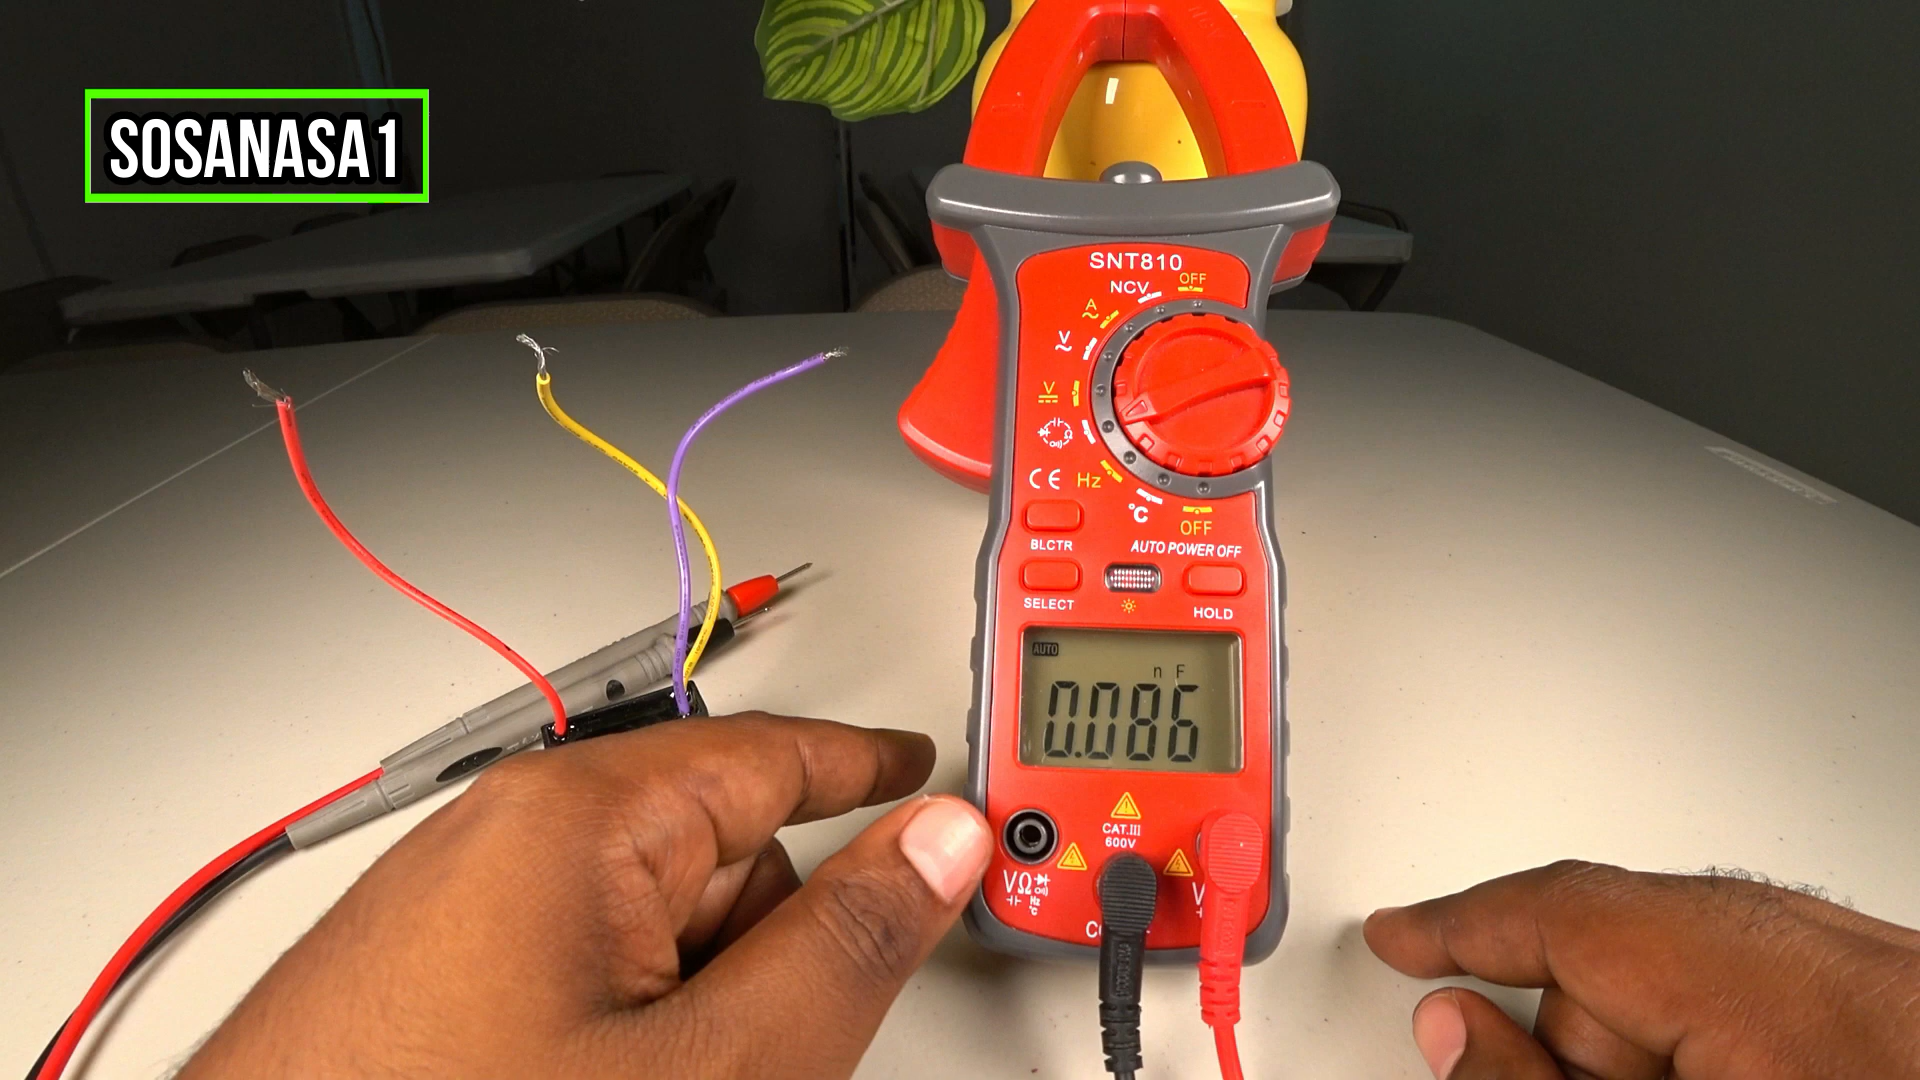 SOSANASA1
SNT810
OFF
NCV
A
V
V
CE Hz
°C
OFF
BLCTR
AUTO POWER OFF
SELECT
HOLD
AUTO
n F
0.086
CAT.III
600V
VΩ
Hz
°C